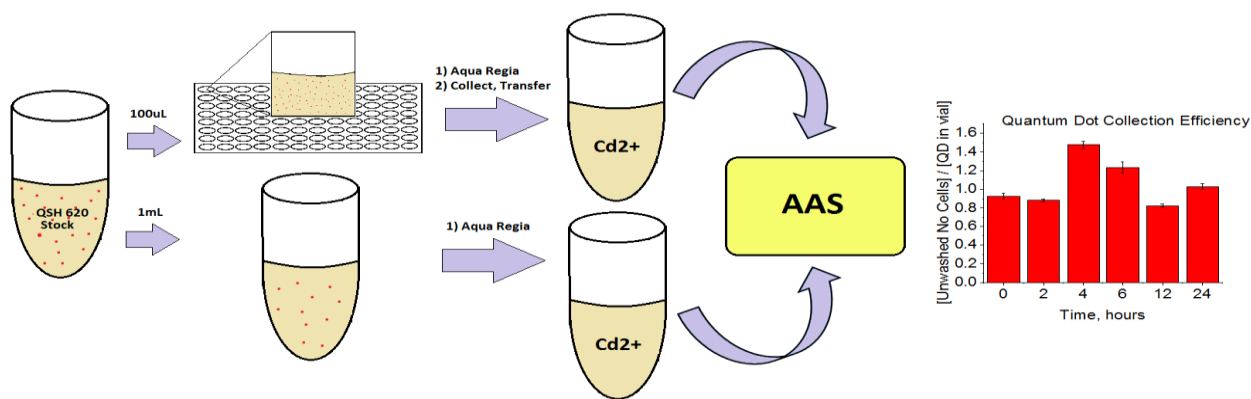 QSH 620
Stock
100uL
1mL
1) Aqua Regia
2) Collect, Transfer
1) Aqua Regia
Cd2+
Cd2+
AAS
Quantum Dot Collection Efficiency
[Unwashed No Cells] / [QD in vial]
1.6
1.4
1.2
1.0
0.8
0.6
0.4
0.2
0.0
0 2 4 6 12 24
Time, hours